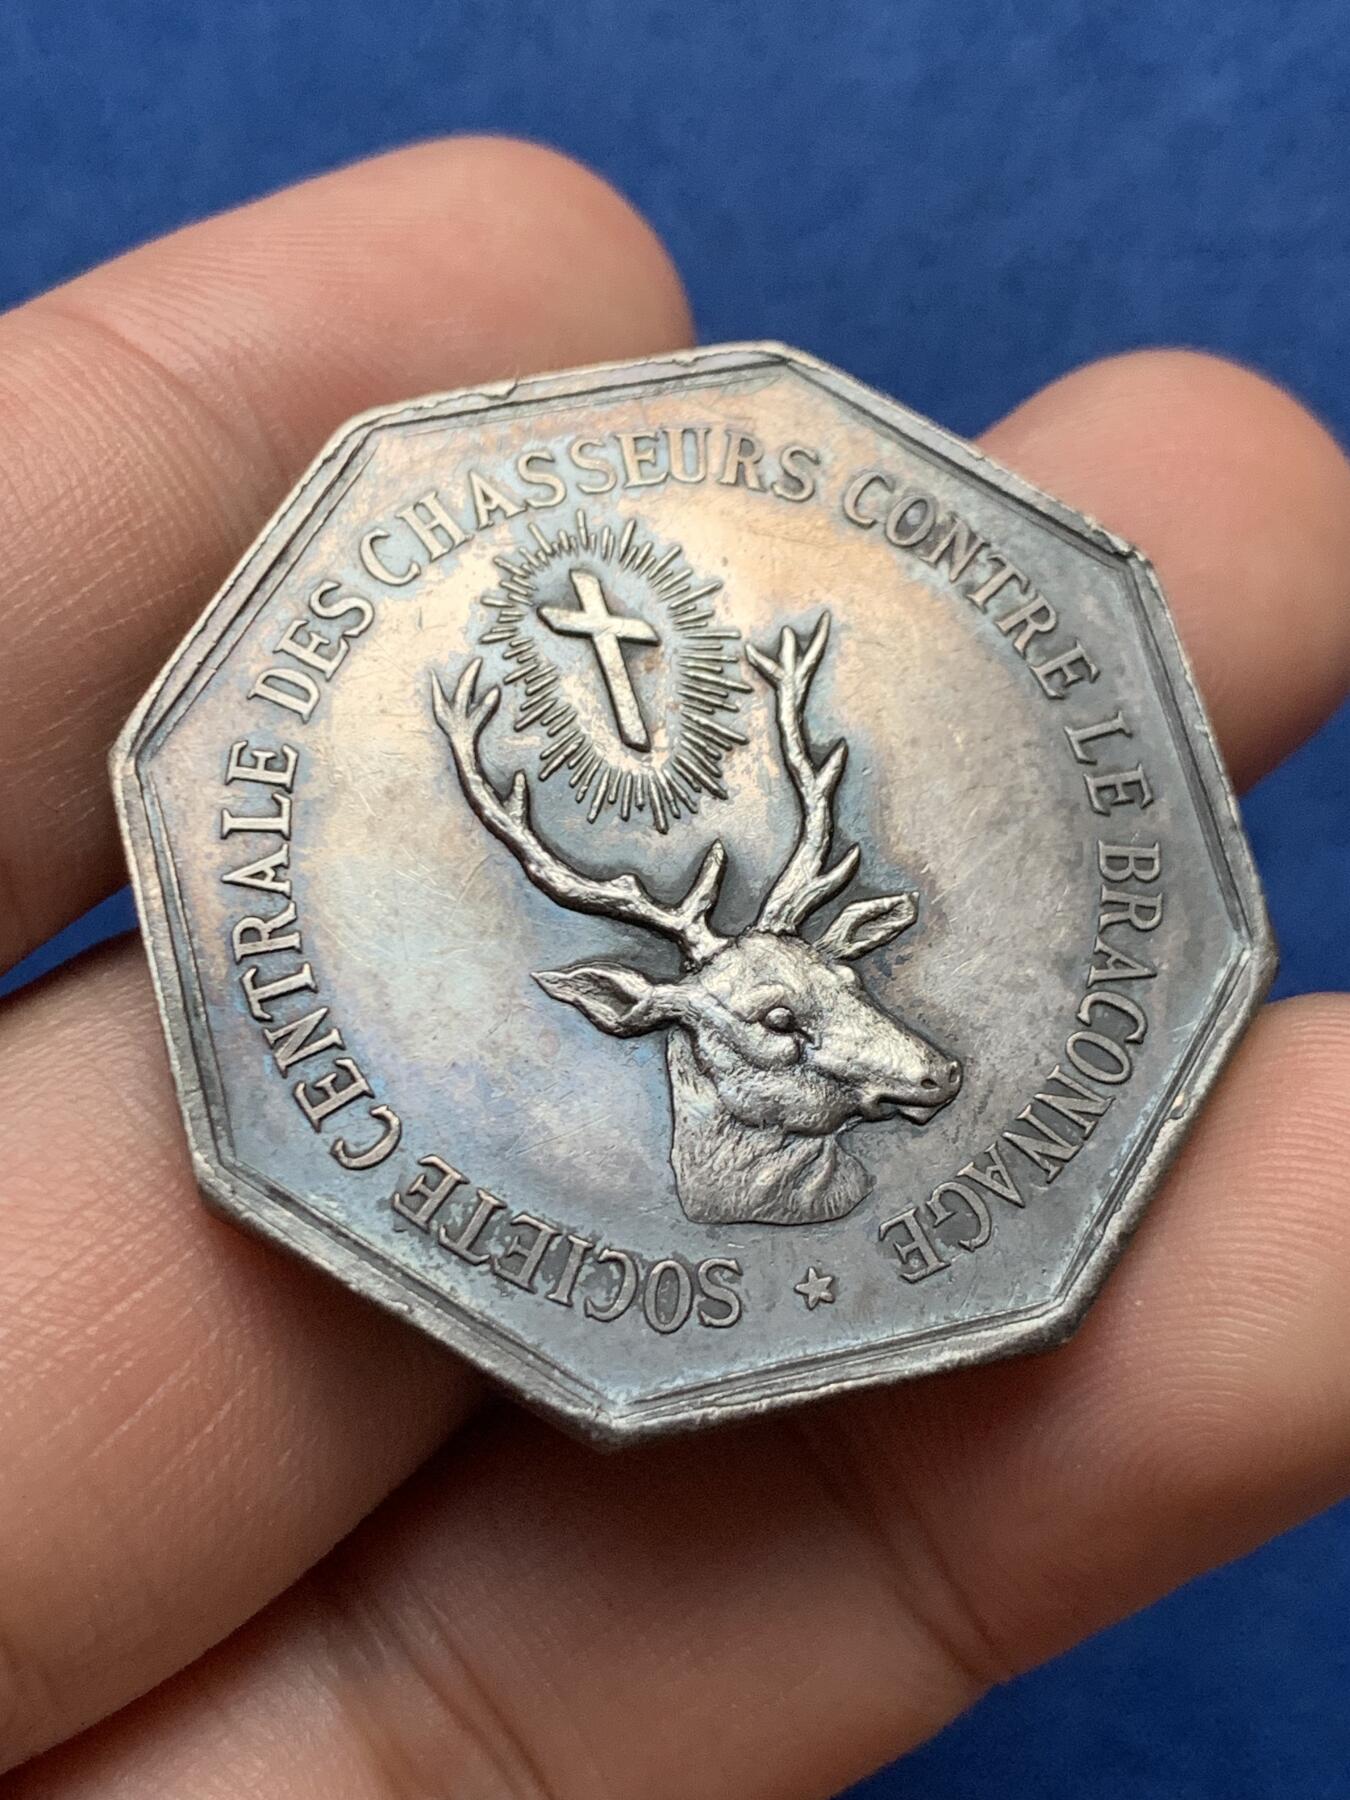 SOCIETE CENTRALE DES CHASSEURS CONTRE LE BRACONNAGE